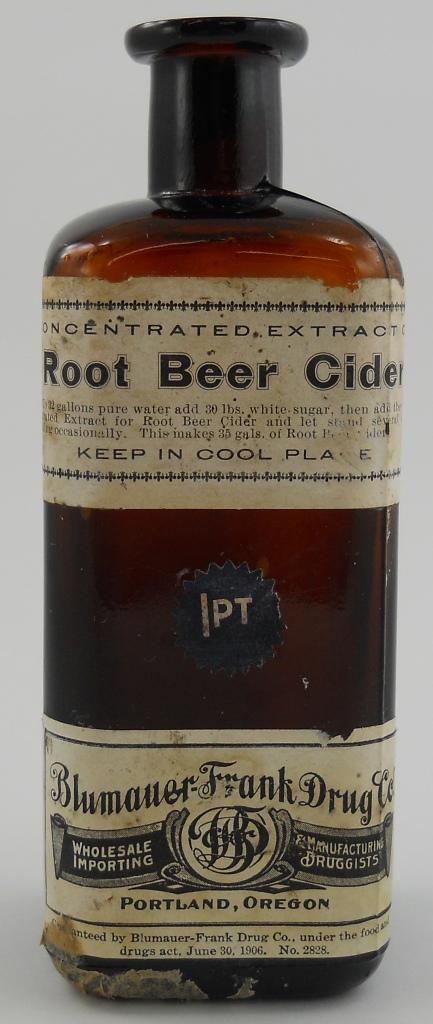 ONCENTRATED EXTRACT
Root Beer Cider
32 gallons pure water add 30 lbs. white sugar, then add the
Extract for Root Beer Cider and let stand
occasionally. This makes 35 gals. of Root
KEEP IN COOL PLA E
1PT
Blumauer-Frank Drug Co
WHOLESALE & MANUFACTURING
IMPORTING DRUGGISTS
PORTLAND, OREGON
anteed by Blumauer-Frank Drug Co., under the food and
drugs act, June 30, 1906. No. 2828.